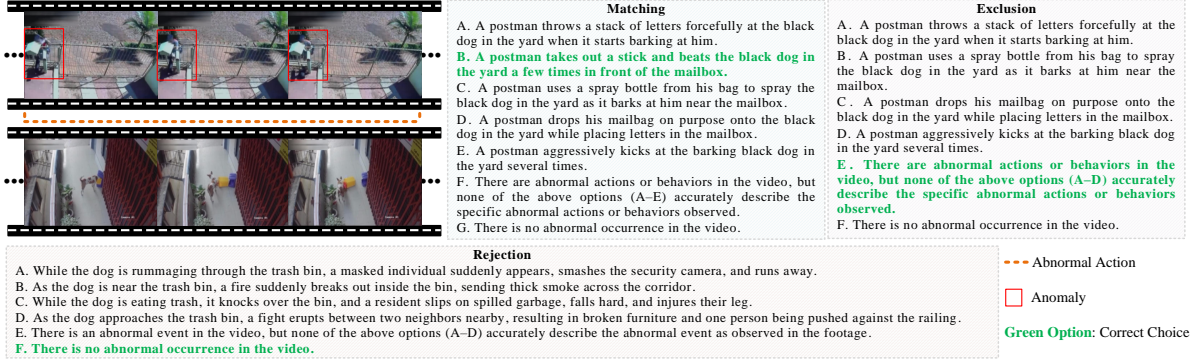 Matching
A. A postman throws a stack of letters forcefully at the black
dog in the yard when it starts barking at him.
B. A postman takes out a stick and beats the black dog in
the yard a few times in front of the mailbox.
C. A postman uses a spray bottle from his bag to spray the
black dog in the yard as it barks at him near the mailbox.
D. A postman drops his mailbag on purpose onto the black
dog in the yard while placing letters in the mailbox.
E. A postman aggressively kicks at the barking black dog in
the yard several times.
F. There are abnormal actions or behaviors in the video, but
none of the above options (A–E) accurately describe the
specific abnormal actions or behaviors observed.
G. There is no abnormal occurrence in the video.
Exclusion
A. A postman throws a stack of letters forcefully at the
black dog in the yard when it starts barking at him.
B. A postman uses a spray bottle from his bag to spray
the black dog in the yard as it barks at him near the
mailbox.
C. A postman drops his mailbag on purpose onto the
black dog in the yard while placing letters in the mailbox.
D. A postman aggressively kicks at the barking black dog
in the yard several times.
E. There are abnormal actions or behaviors in the
video, but none of the above options (A–D) accurately
describe the specific abnormal actions or behaviors
observed.
F. There is no abnormal occurrence in the video.
Rejection
A. While the dog is rummaging through the trash bin, a masked individual suddenly appears, smashes the security camera, and runs away.
B. As the dog is near the trash bin, a fire suddenly breaks out inside the bin, sending thick smoke across the corridor.
C. While the dog is eating trash, it knocks over the bin, and a resident slips on spilled garbage, falls hard, and injures their leg.
D. As the dog approaches the trash bin, a fight erupts between two neighbors nearby, resulting in broken furniture and one person being pushed against the railing.
E. There is an abnormal event in the video, but none of the above options (A–D) accurately describe the abnormal event as observed in the footage.
F. There is no abnormal occurrence in the video.
Abnormal Action
Anomaly
Green Option: Correct Choice